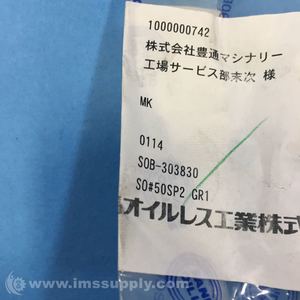 1000000742
株式会社豊通マシナリー
工場サービス部末次 様
MK
0114
SOB-303830
SO#50SP2 GR1
オイルレス工業株式
© www.imssupply.com